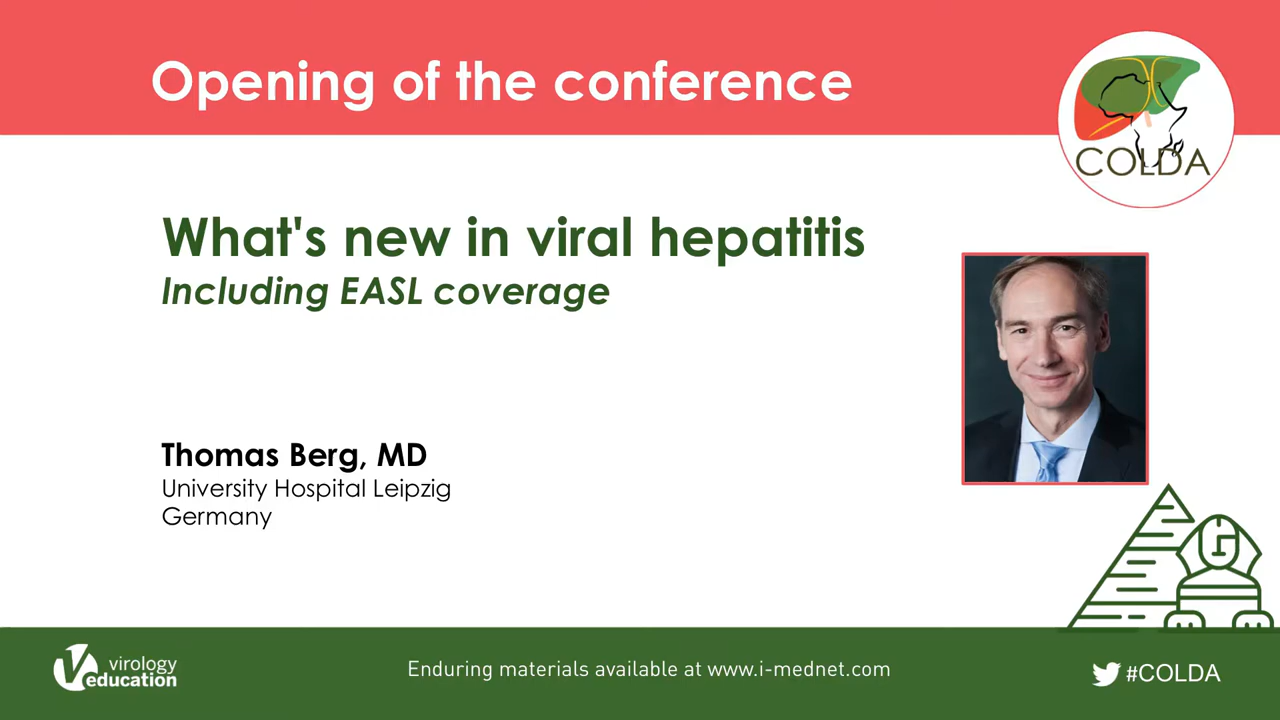 Opening of the conference
COLDA
What's new in viral hepatitis
Including EASL coverage
Thomas Berg, MD
University Hospital Leipzig
Germany
virology
education
Enduring materials available at www.i-mednet.com
#COLDA